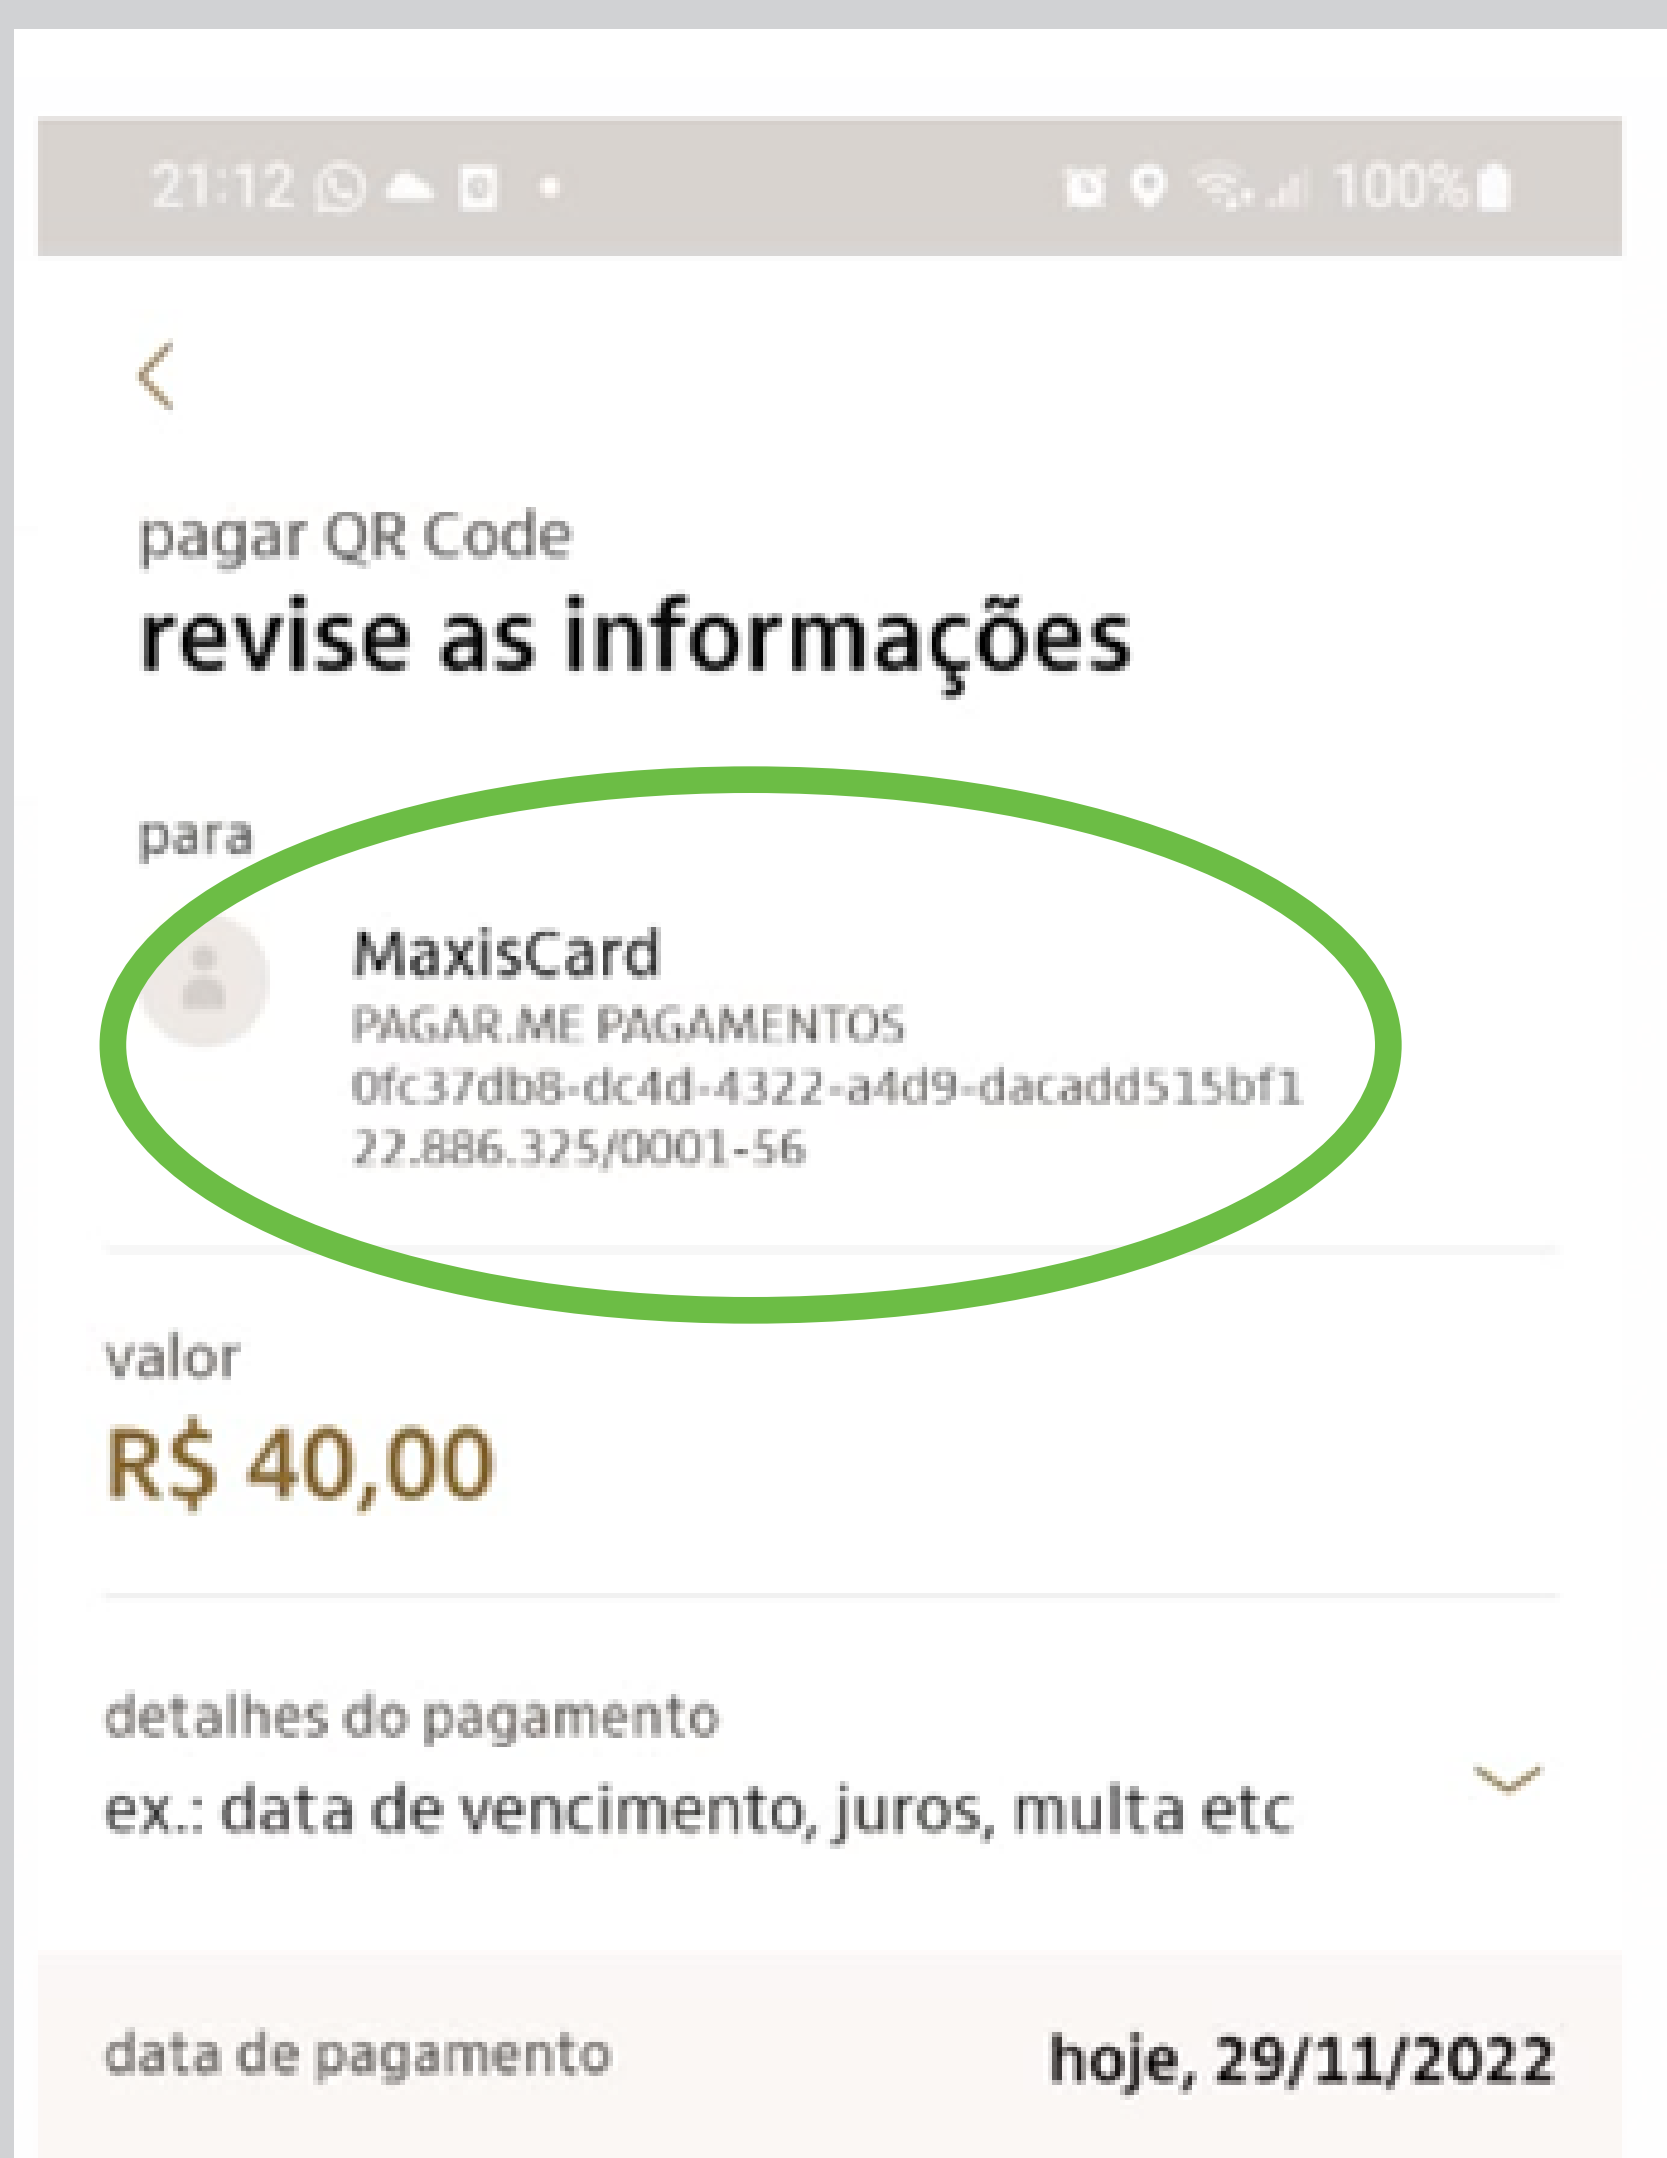 21:12 100%
pagar QR Code
revise as informações
para
MaxisCard
PAGAR.ME PAGAMENTOS
0fc37db8-dc4d-4322-a4d9-dacadd515bf1
22.886.325/0001-56
valor
R$ 40,00
detalhes do pagamento
ex.: data de vencimento, juros, multa etc
data de pagamento hoje, 29/11/2022